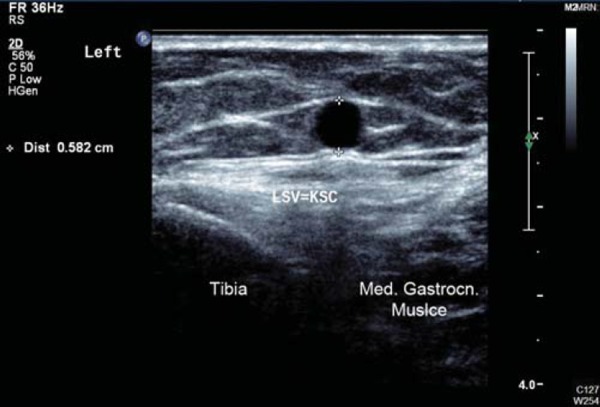 FR 36Hz
RS
M2MRN:
2D
56%
C 50
P Low
HGen
Left
P
x
Dist 0.582 cm
LSV=KSC
Tibia
Med. Gastrocn.
Muslce
4.0
C127
W254